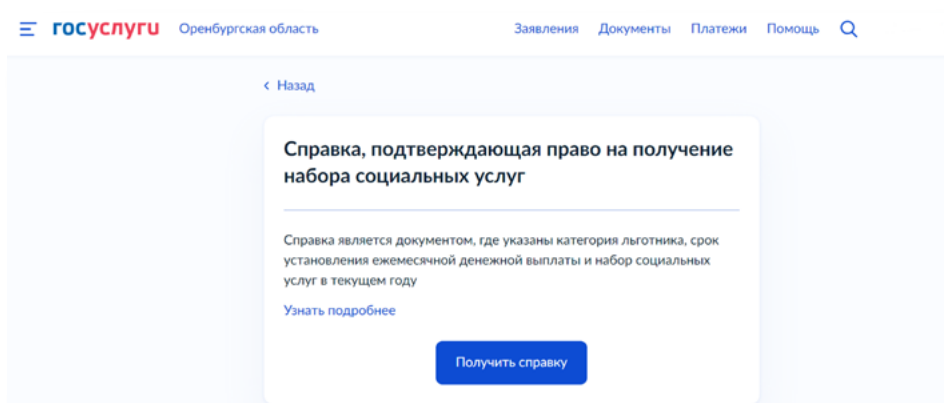 госуслуги Оренбургская область Заявления Документы Платежи Помощь
Назад
Справка, подтверждающая право на получение
набора социальных услуг
Справка является документом, где указаны категория льготника, срок
установления ежемесячной денежной выплаты и набор социальных
услуг в текущем году
Узнать подробнее
Получить справку